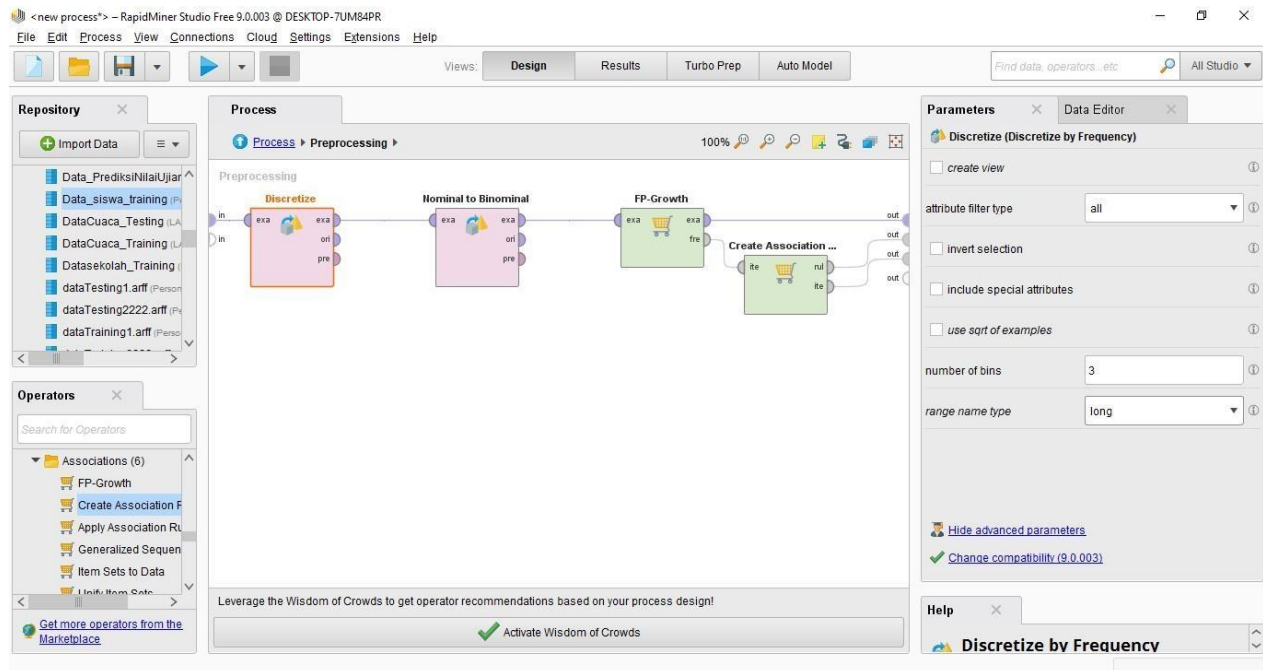 <new process*> – RapidMiner Studio Free 9.0.003 @ DESKTOP-7UM84PR
File Edit Process View Connections Cloud Settings Extensions Help
Views: Design Results Turbo Prep Auto Model
Find data, operators...etc All Studio
Repository
Import Data
Data_PrediksiNilaiUjian
Data_siswa_training
DataCuaca_Testing (LA
DataCuaca_Training
Datasekolah_Training
dataTesting1.arff (Person
dataTesting2222.arff (Pe
dataTraining1.arff (Perso
Operators
Search for Operators
Associations (6)
FP-Growth
Create Association R
Apply Association Ru
Generalized Sequen
Item Sets to Data
Unify Item Sets
Get more operators from the
Marketplace
Process
Process Preprocessing
100%
Preprocessing
Discretize
in exa exa
in ori
pre
Nominal to Binominal
exa exa
ori
pre
FP-Growth
exa exa
fre
Create Association ...
ite rul
ite
out
out
out
out
Leverage the Wisdom of Crowds to get operator recommendations based on your process design!
Activate Wisdom of Crowds
Parameters Data Editor
Discretize (Discretize by Frequency)
create view
attribute filter type all
invert selection
include special attributes
use sqrt of examples
number of bins 3
range name type long
Hide advanced parameters
Change compatibility (9.0.003)
Help
Discretize by Frequency